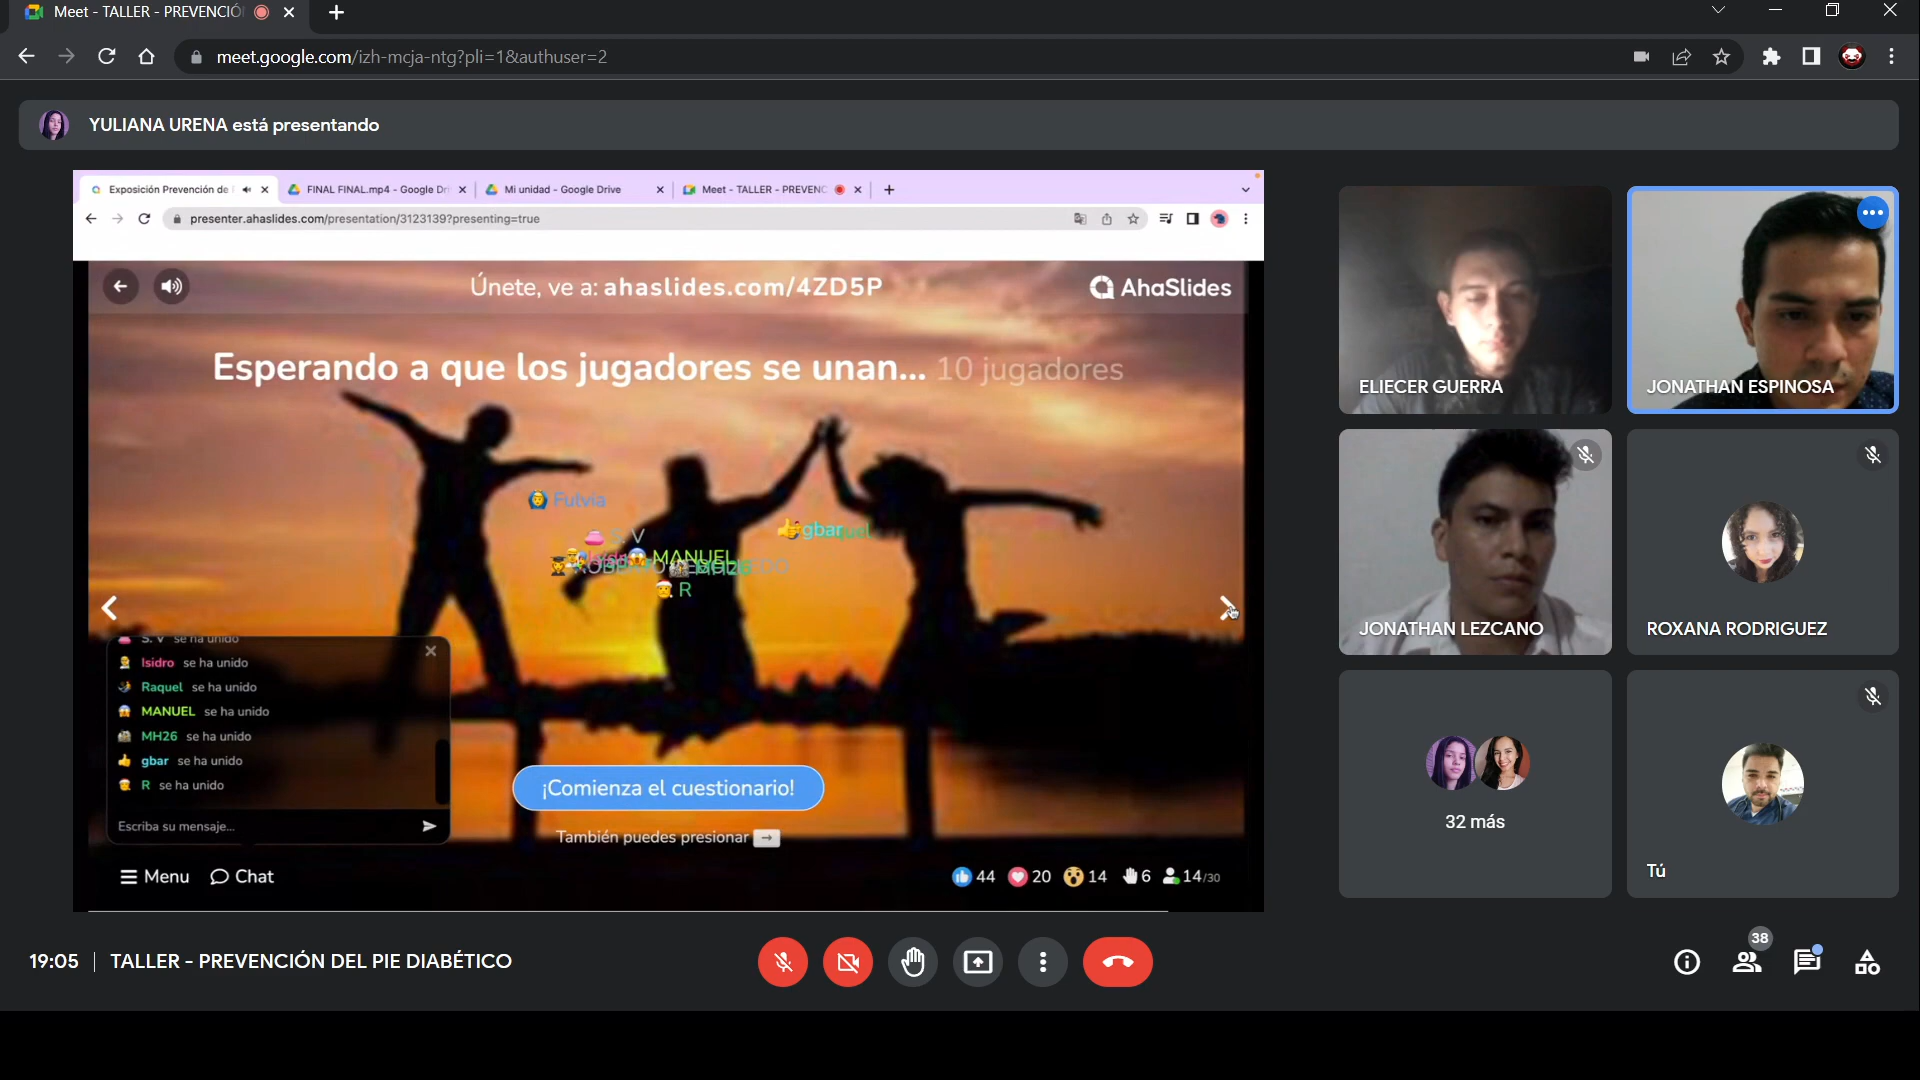 Meet - TALLER - PREVENCIÓ
meet.google.com/izh-mcja-ntg?pli=1&authuser=2
YULIANA URENA está presentando
Exposición Prevención de
FINAL FINAL.mp4 - Google Dri
Mi unidad - Google Drive
Meet - TALLER - PREVENC
presenter.ahaslides.com/presentation/3123139?presenting=true
Únete, ve a: ahaslides.com/4ZD5P
AhaSlides
Esperando a que los jugadores se unan... 10 jugadores
Fulvia
S. V
gbar
MANUEL
MH26
R
S. V se ha unido
Isidro se ha unido
Raquel se ha unido
MANUEL se ha unido
MH26 se ha unido
gbar se ha unido
R se ha unido
Escriba su mensaje...
¡Comienza el cuestionario!
También puedes presionar →
Menu
Chat
44
20
14
6
14/30
ELIECER GUERRA
JONATHAN ESPINOSA
JONATHAN LEZCANO
ROXANA RODRIGUEZ
32 más
Tú
19:05 | TALLER - PREVENCIÓN DEL PIE DIABÉTICO
38